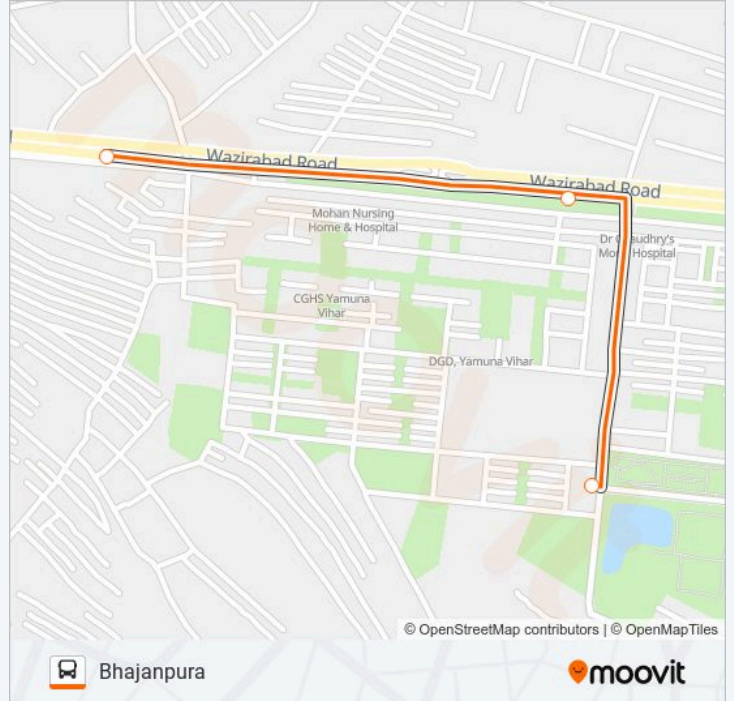 Wazirabad Road
Wazirabad Road
Mohan Nursing
Home & Hospital
Dr Chaudhry's
Hospital
CGHS Yamuna
Vihar
DGD, Yamuna Vihar
© OpenStreetMap contributors | © OpenMapTiles
Bhajanpura
moovit